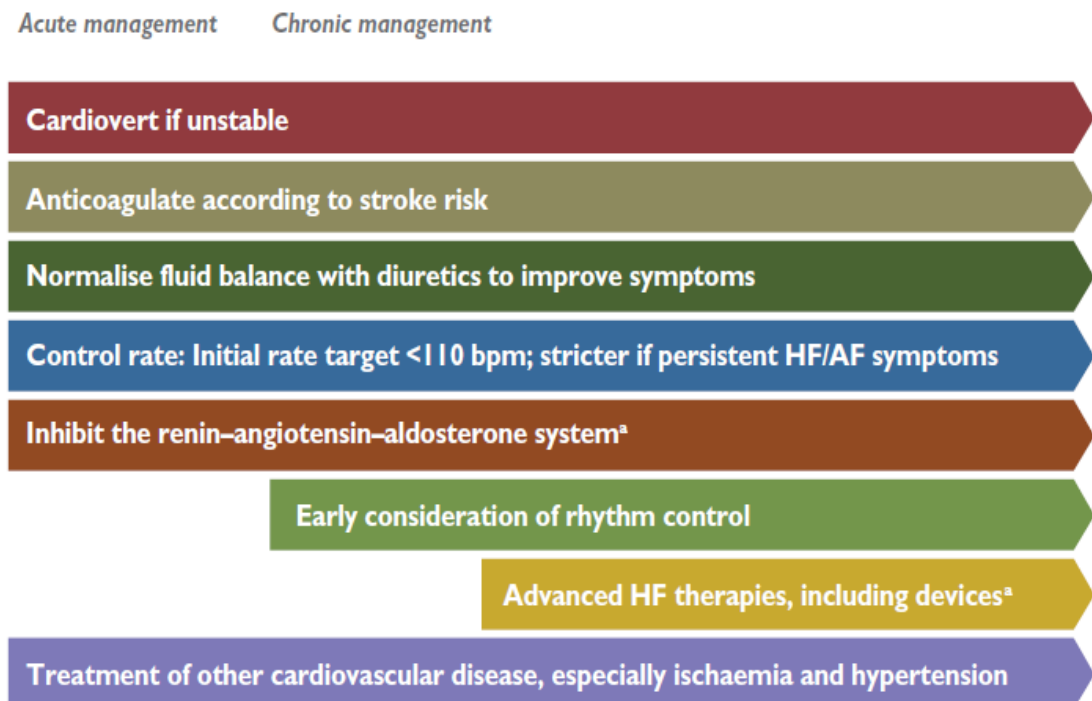 Acute management Chronic management
Cardiovert if unstable
Anticoagulate according to stroke risk
Normalise fluid balance with diuretics to improve symptoms
Control rate: Initial rate target <110 bpm; stricter if persistent HF/AF symptoms
Inhibit the renin–angiotensin–aldosterone systemᵃ
Early consideration of rhythm control
Advanced HF therapies, including devicesᵃ
Treatment of other cardiovascular disease, especially ischaemia and hypertension